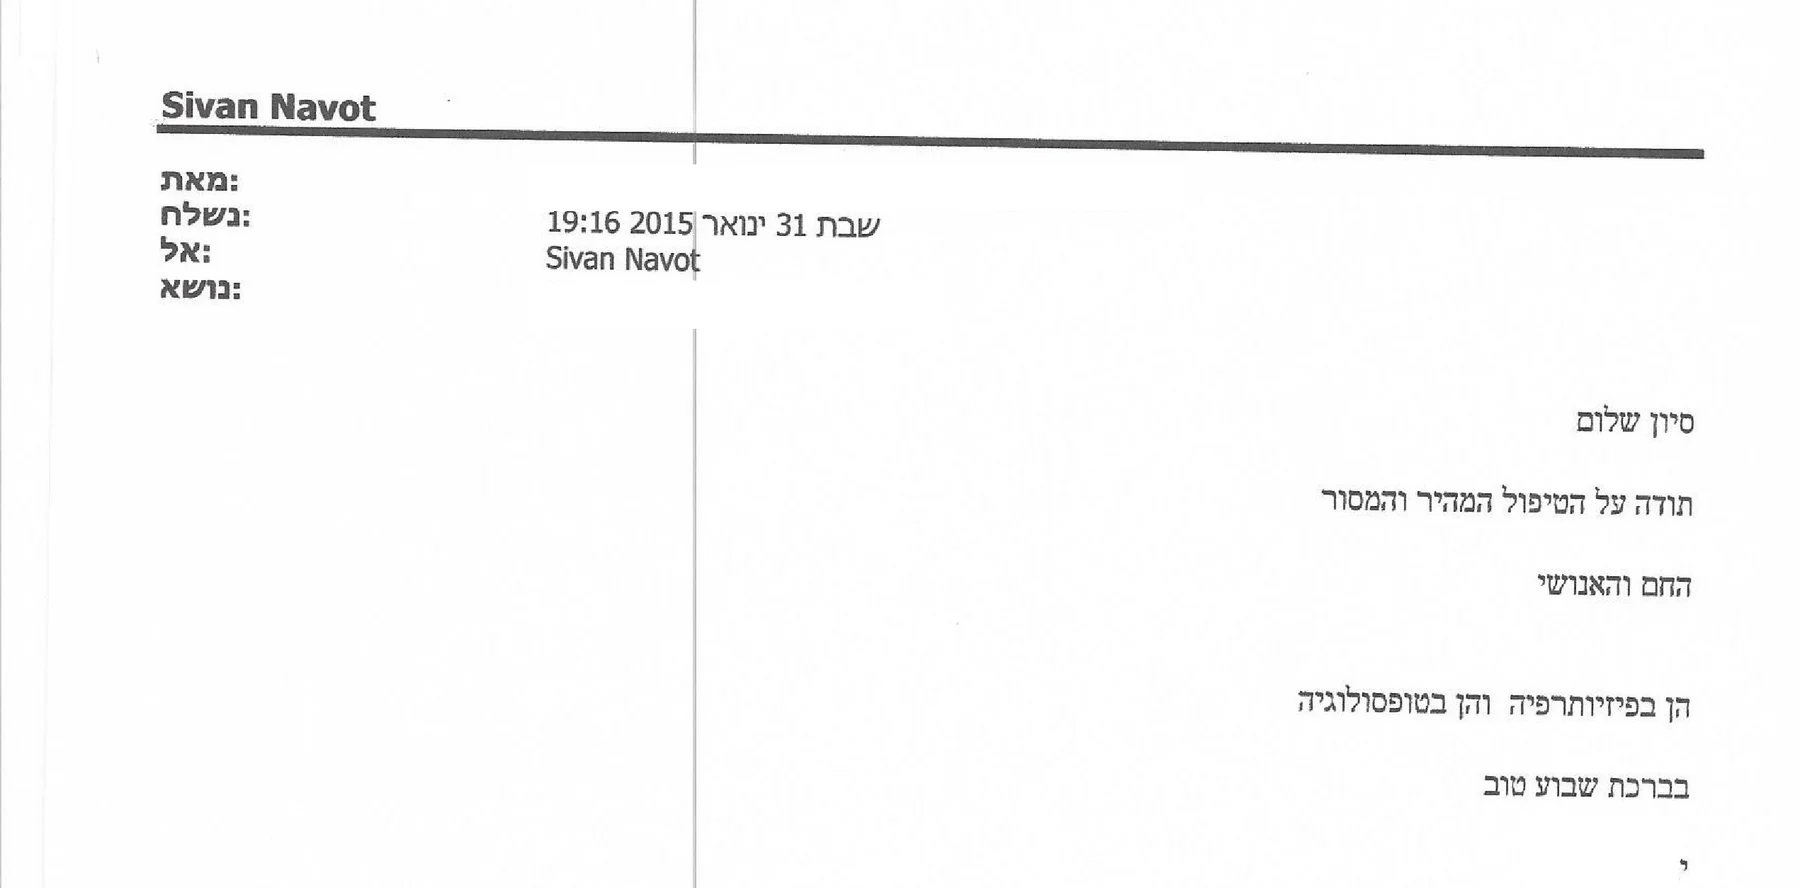 Sivan Navot
מאת:
נשלח: שבת 31 ינואר 2015 19:16
אל: Sivan Navot
נושא:
סיון שלום
תודה על הטיפול המהיר והמסור
החם והאנושי
הן בפיזיותרפיה והן בטופסולוגיה
בברכת שבוע טוב
י